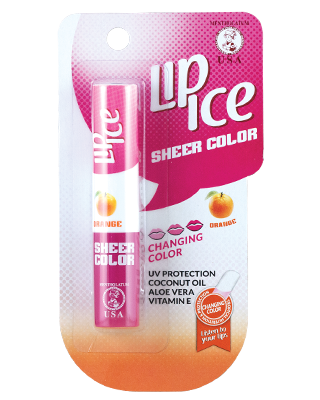 MENTHOLATUM
USA
LIP
ICE
SHEER COLOR
ORANGE
CHANGING
COLOR
UV PROTECTION
COCONUT OIL
ALOE VERA
VITAMIN E
CHANGING
COLOR
Listen to
your lips
LIP
ICE
ORANGE
SHEER
COLOR
MENTHOLATUM
USA